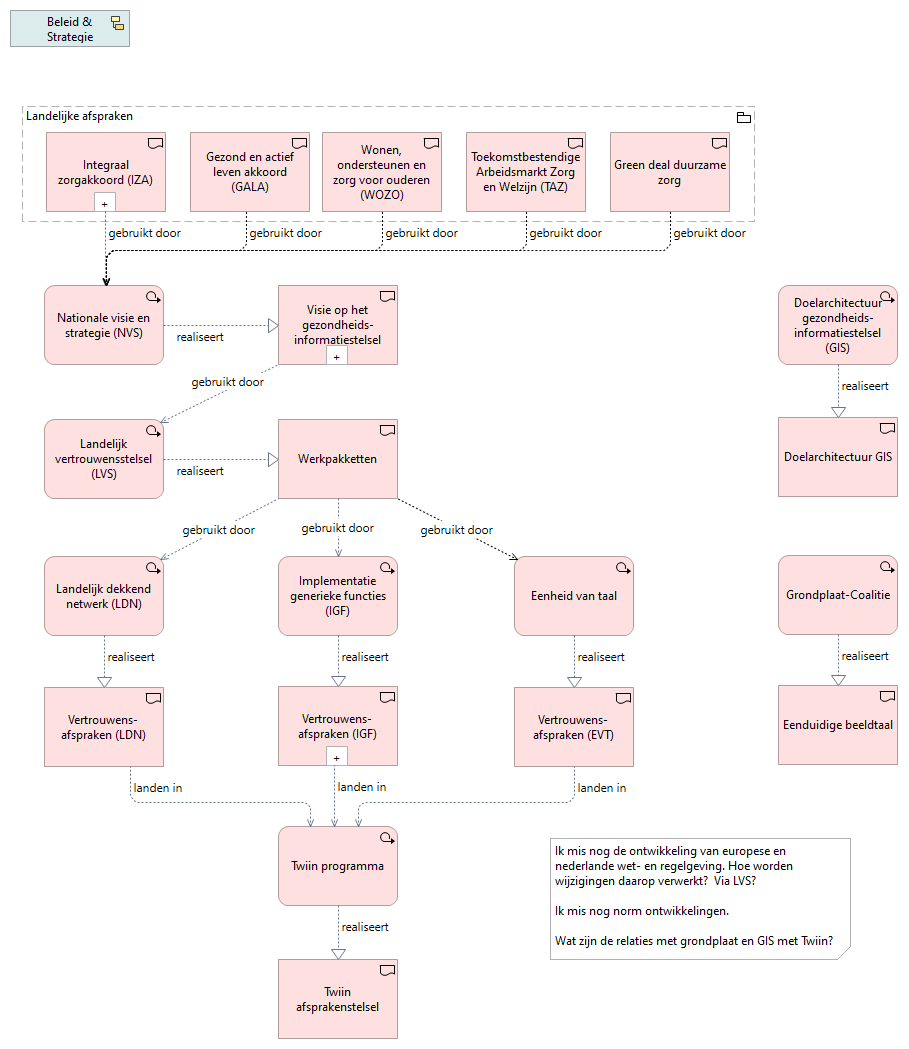 Beleid &
Strategie
Landelijke afspraken
Integraal
zorgakkoord (IZA)
+
Gezond en actief
leven akkoord
(GALA)
Wonen,
ondersteunen en
zorg voor ouderen
(WOZO)
Toekomstbestendige
Arbeidsmarkt Zorg
en Welzijn (TAZ)
Green deal duurzame
zorg
gebruikt door
gebruikt door
gebruikt door
gebruikt door
gebruikt door
Nationale visie en
strategie (NVS)
realiseert
Visie op het
gezondheids-
informatiestelsel
+
Doelarchitectuur
gezondheids-
informatiestelsel
(GIS)
gebruikt door
realiseert
Landelijk
vertrouwensstelsel
(LVS)
realiseert
Werkpakketten
Doelarchitectuur GIS
gebruikt door
gebruikt door
gebruikt door
Landelijk dekkend
netwerk (LDN)
Implementatie
generieke functies
(IGF)
Eenheid van taal
Grondplaat-Coalitie
realiseert
realiseert
realiseert
realiseert
Vertrouwens-
afspraken (LDN)
Vertrouwens-
afspraken (IGF)
+
Vertrouwens-
afspraken (EVT)
Eenduidige beeldtaal
landen in
landen in
landen in
Twiin programma
realiseert
Twiin
afsprakenstelsel
Ik mis nog de ontwikkeling van europese en
nederlande wet- en regelgeving. Hoe worden
wijzigingen daarop verwerkt?  Via LVS?
Ik mis nog norm ontwikkelingen.
Wat zijn de relaties met grondplaat en GIS met Twiin?